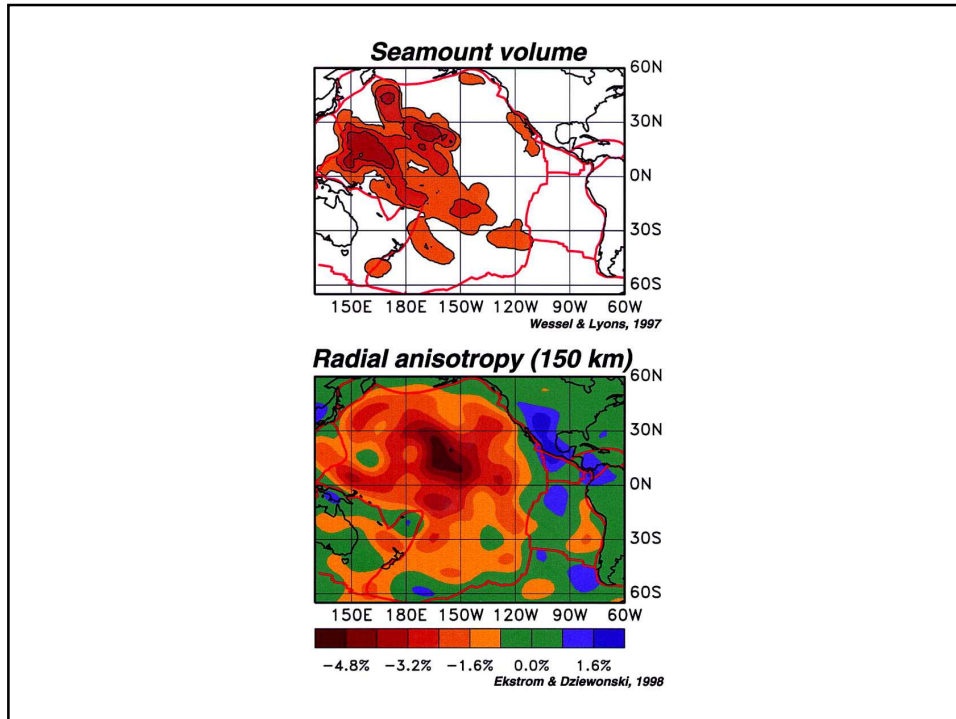 Seamount volume
60N
30N
0N
30S
60S
150E 180E 150W 120W 90W 60W
Wessel & Lyons, 1997
Radial anisotropy (150 km)
60N
30N
0N
30S
60S
150E 180E 150W 120W 90W 60W
−4.8% −3.2% −1.6% 0.0% 1.6%
Ekstrom & Dziewonski, 1998